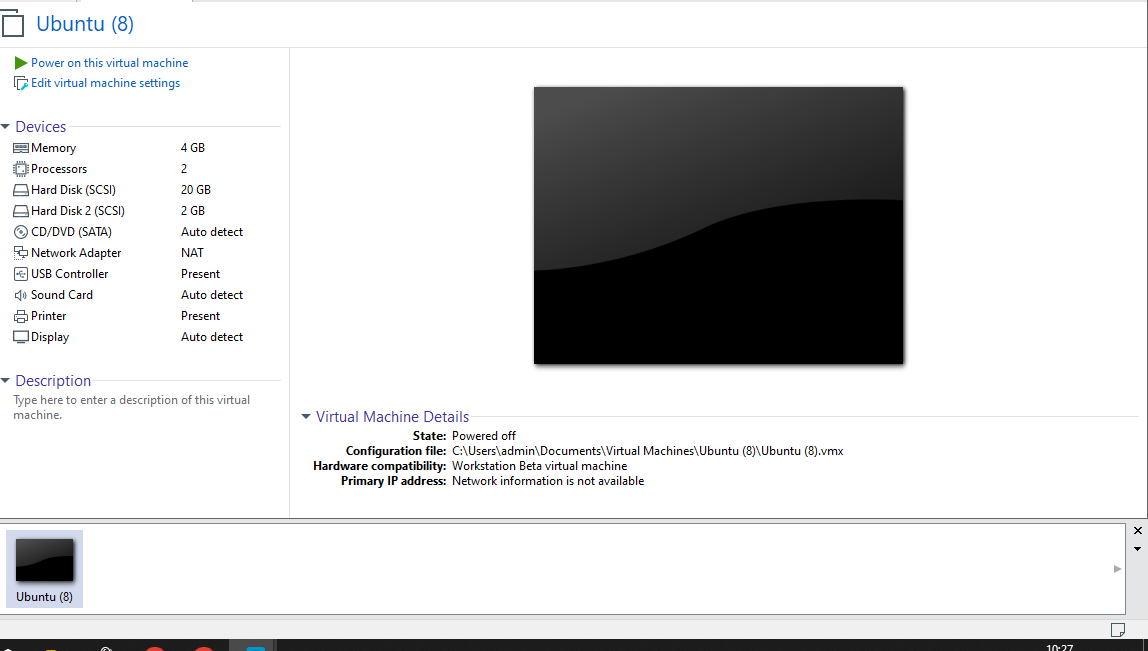 Ubuntu (8)
Power on this virtual machine
Edit virtual machine settings
Devices
Memory 4 GB
Processors 2
Hard Disk (SCSI) 20 GB
Hard Disk 2 (SCSI) 2 GB
CD/DVD (SATA) Auto detect
Network Adapter NAT
USB Controller Present
Sound Card Auto detect
Printer Present
Display Auto detect
Description
Type here to enter a description of this virtual
machine.
Virtual Machine Details
State: Powered off
Configuration file: C:\Users\admin\Documents\Virtual Machines\Ubuntu (8)\Ubuntu (8).vmx
Hardware compatibility: Workstation Beta virtual machine
Primary IP address: Network information is not available
Ubuntu (8)
10:27